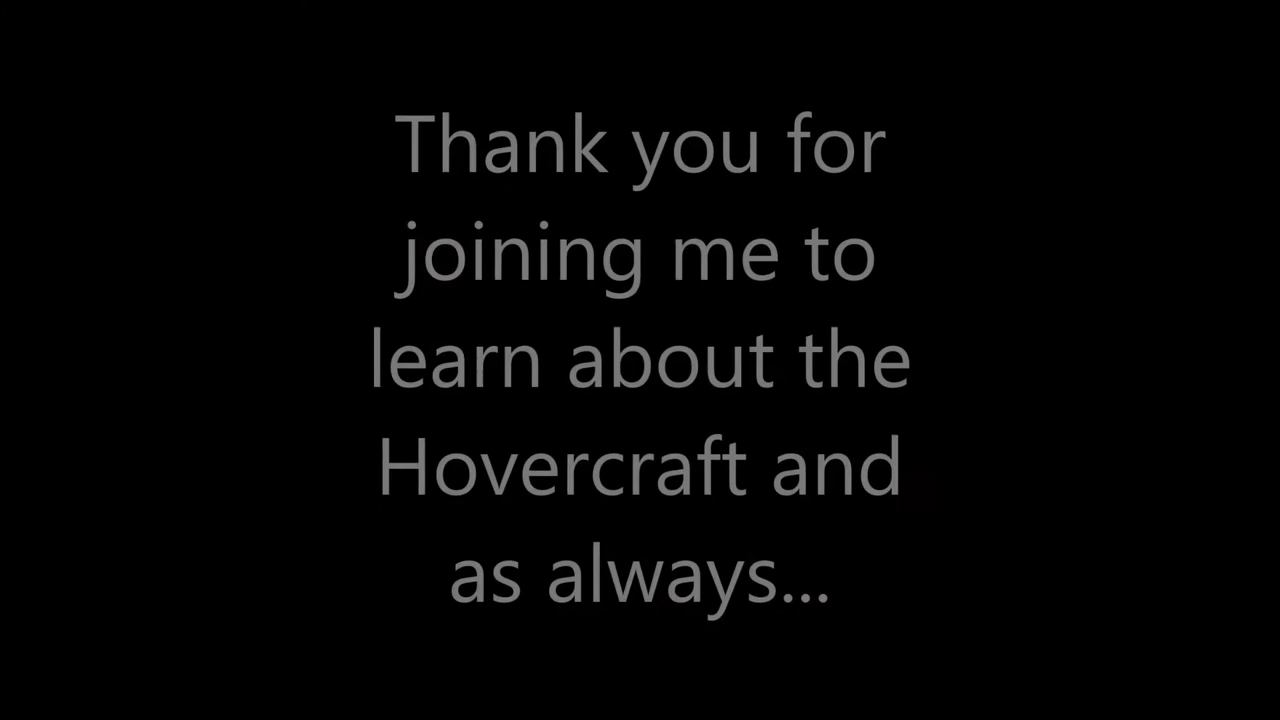 Thank you for
joining me to
learn about the
Hovercraft and
as always...